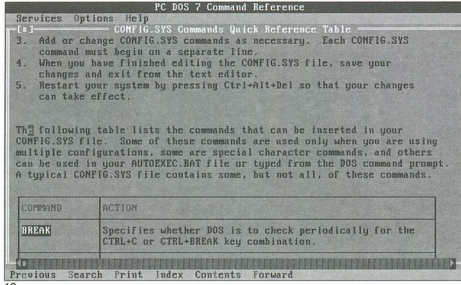 PC DOS 7 Command Reference
Services Options Help
CONFIG.SYS Commands Quick Reference Table
3. Add or change CONFIG.SYS commands as necessary. Each CONFIG.SYS
command must begin on a separate line.
4. When you have finished editing the CONFIG.SYS file, save your
changes and exit from the text editor.
5. Restart your system by pressing Ctrl+Alt+Del so that your changes
can take effect.
The following table lists the commands that can be inserted in your
CONFIG.SYS file. Some of these commands are used only when you are using
multiple configurations, some are special character commands, and others
can be used in your AUTOEXEC.BAT file or typed from the DOS command prompt.
A typical CONFIG.SYS file contains some, but not all, of these commands.
COMMAND ACTION
BREAK Specifies whether DOS is to check periodically for the
CTRL+C or CTRL+BREAK key combination.
Previous Search Print Index Contents Forward